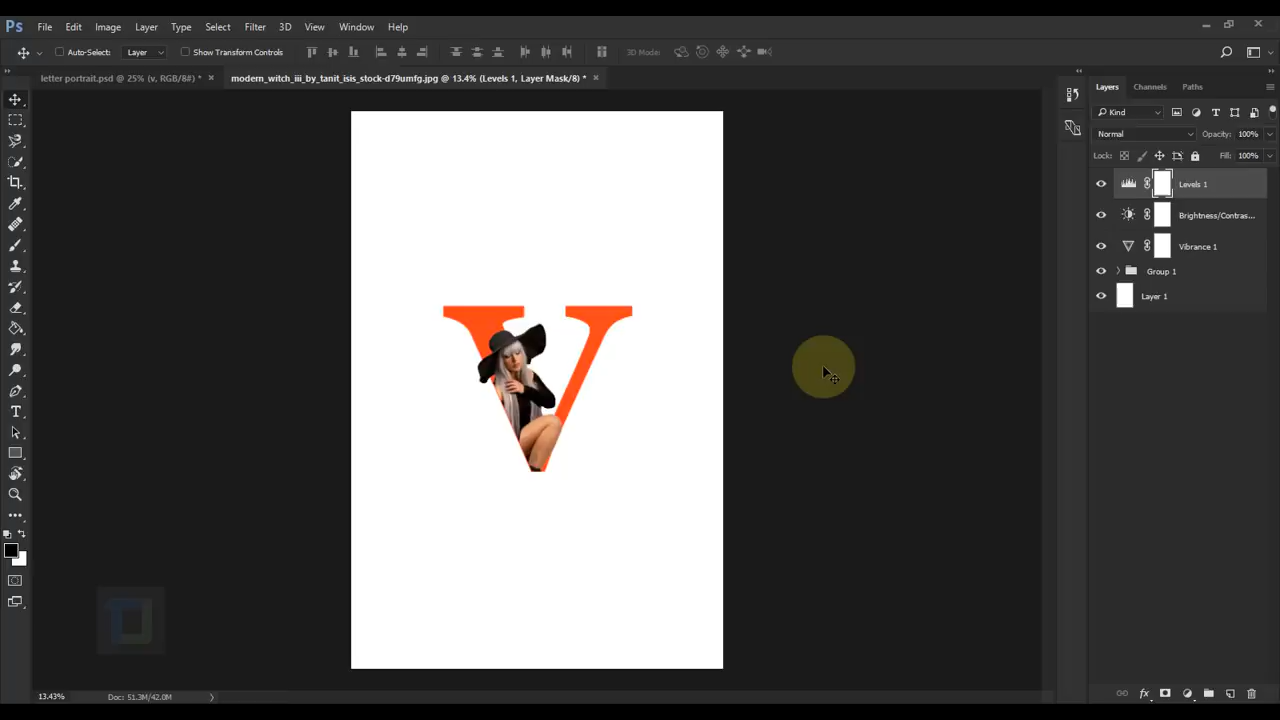 Ps File Edit Image Layer Type Select Filter 3D View Window Help
Auto-Select: Layer Show Transform Controls 3D Mode:
letter portrait.psd @ 25% (v, RGB/8#) * × modern_witch_iii_by_tanit_isis_stock-d79umfg.jpg @ 13.4% (Levels 1, Layer Mask/8) * ×
Layers Channels Paths
Kind
Normal Opacity: 100%
Lock: Fill: 100%
Levels 1
Brightness/Contras...
Vibrance 1
Group 1
Layer 1
V
13.43% Doc: 51.3M/42.0M